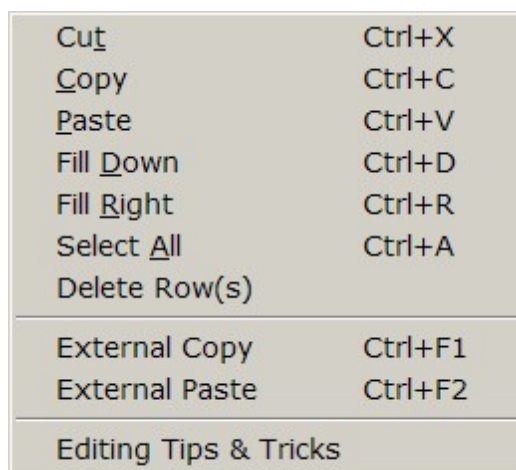 Cut Ctrl+X
Copy Ctrl+C
Paste Ctrl+V
Fill Down Ctrl+D
Fill Right Ctrl+R
Select All Ctrl+A
Delete Row(s)
External Copy Ctrl+F1
External Paste Ctrl+F2
Editing Tips & Tricks